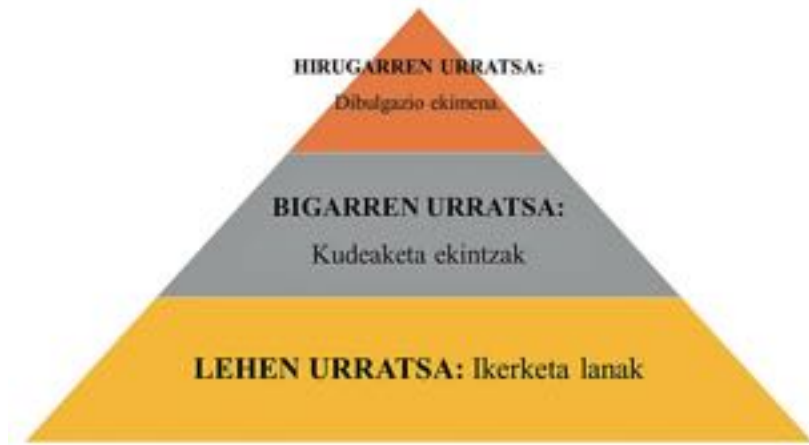 HIRUGARREN URRATSA:
Dibulgazio ekimena.
BIGARREN URRATSA:
Kudeaketa ekintzak
LEHEN URRATSA: Ikerketa lanak